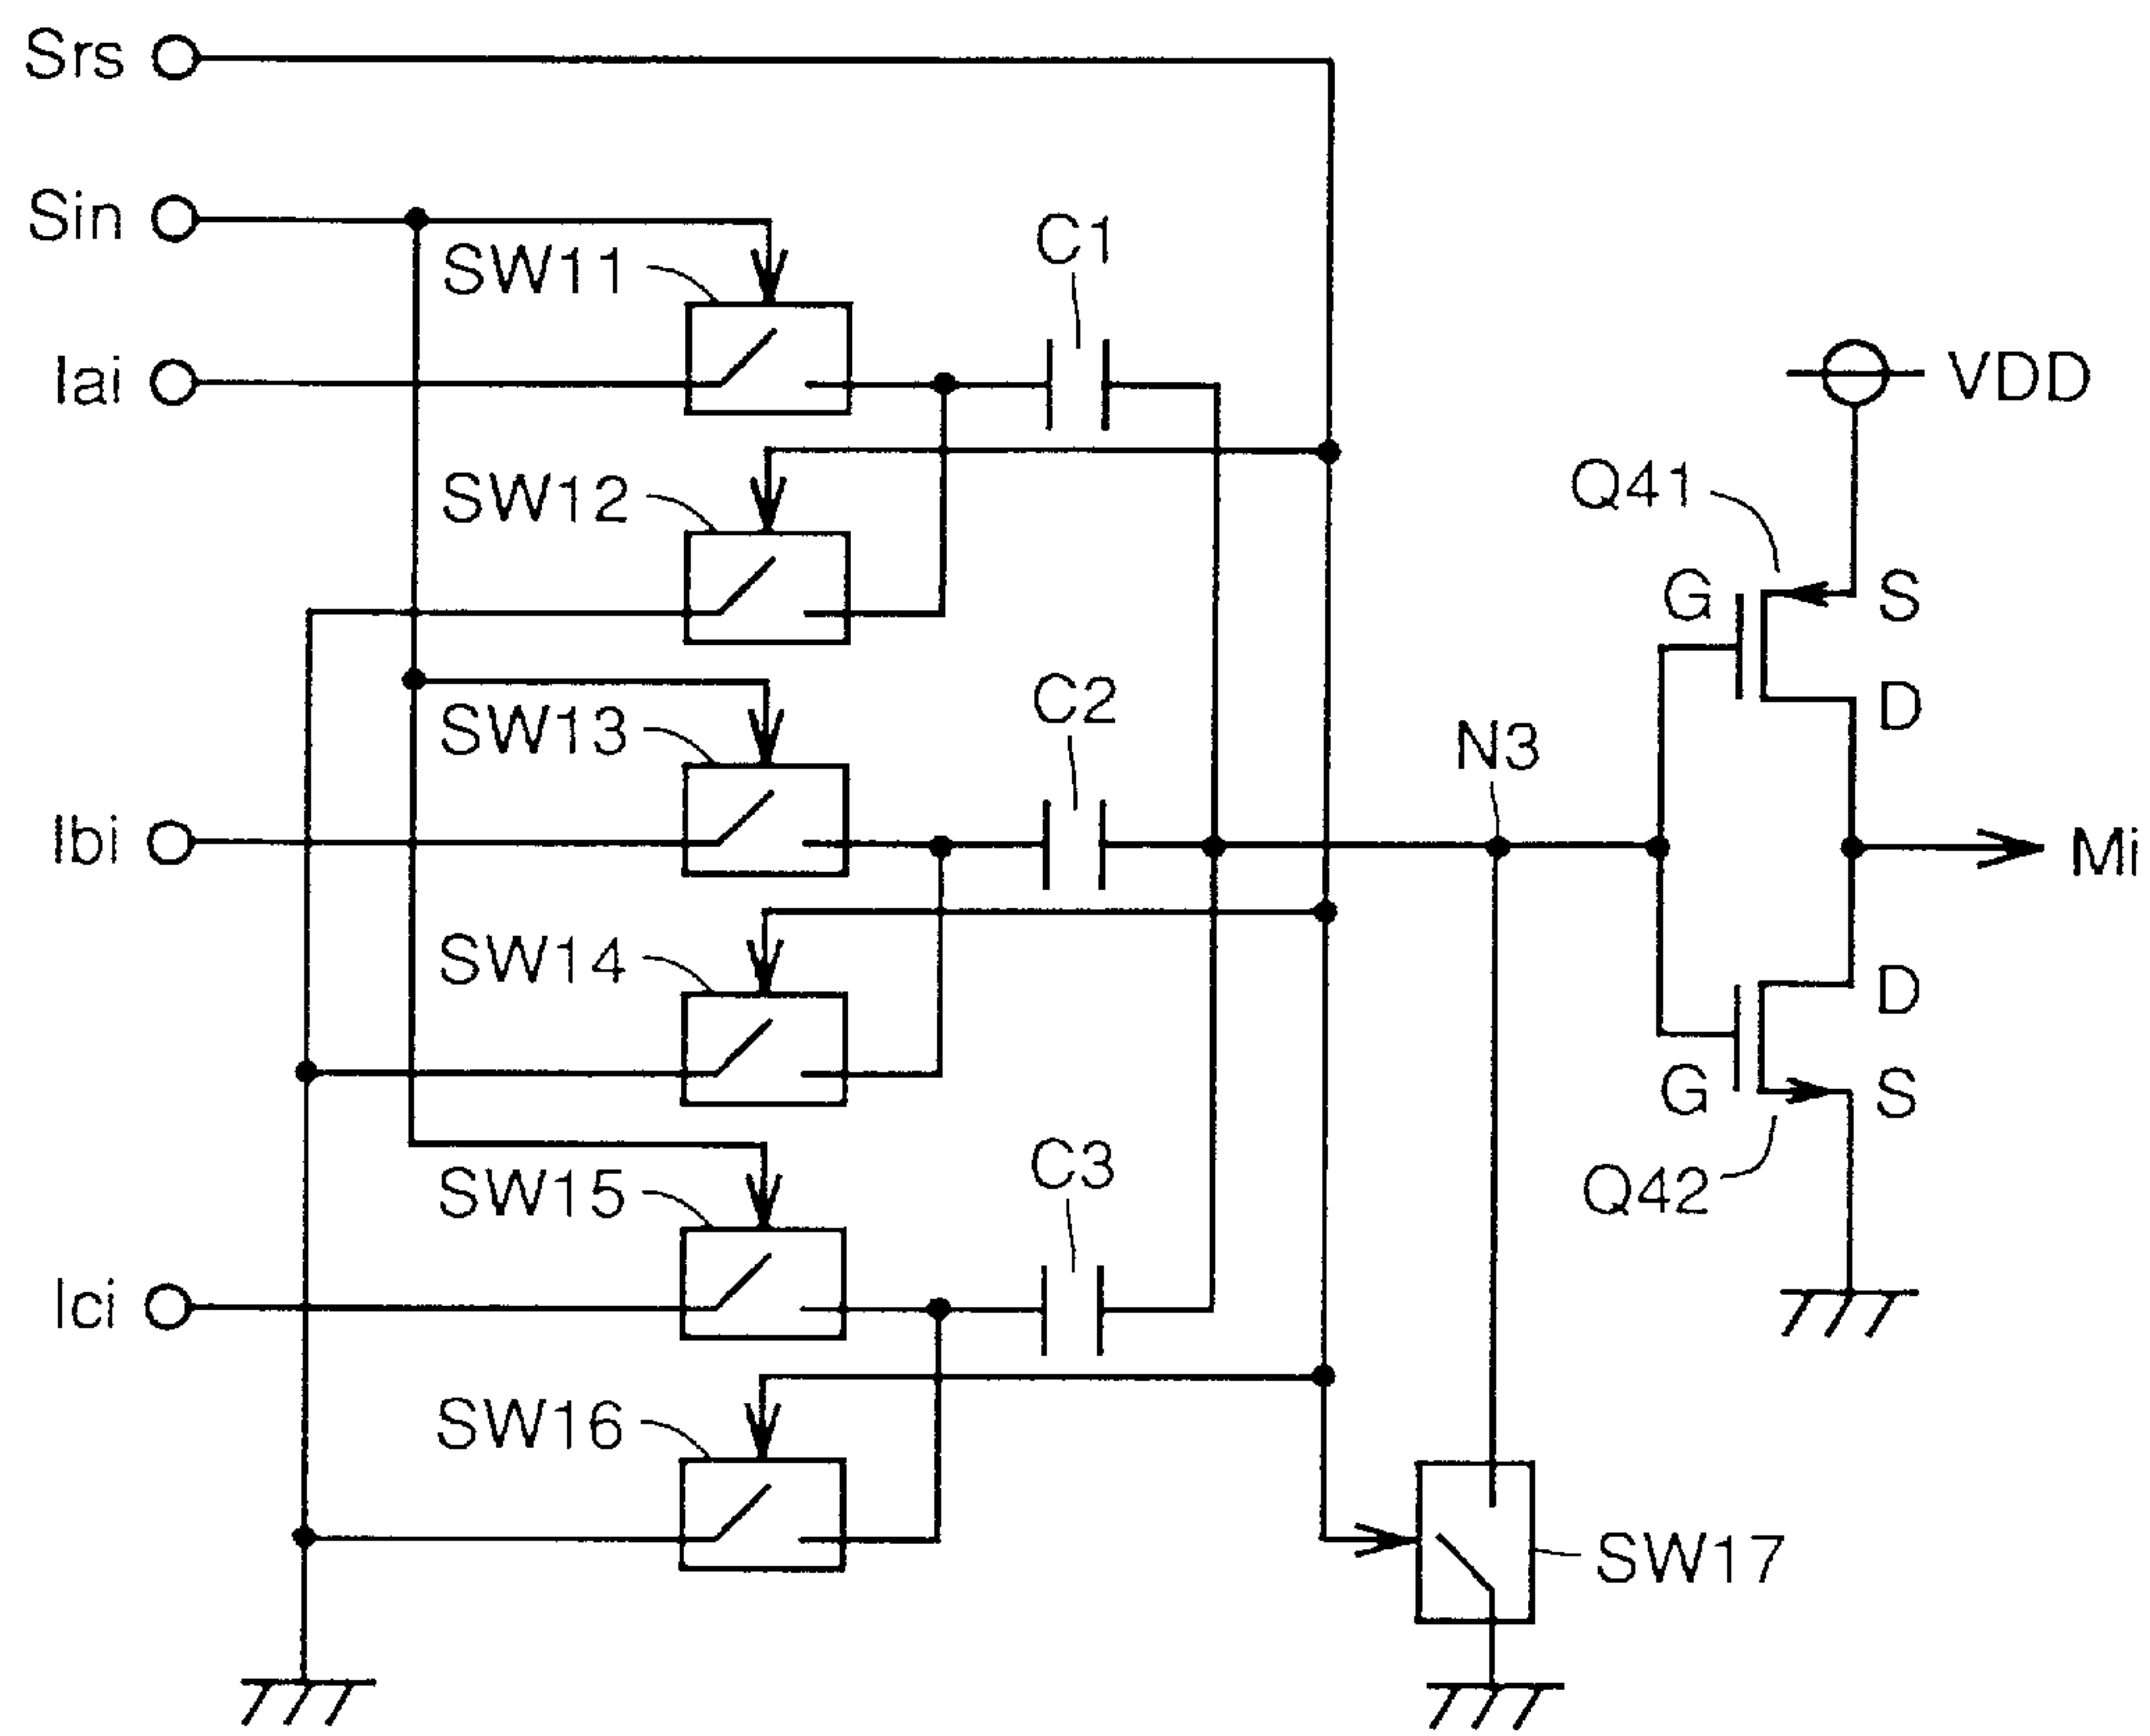 Srs
Sin
SW11
C1
Iai
VDD
SW12
Q41
G
S
D
SW13
C2
N3
Ibi
Mi
SW14
D
G
S
SW15
C3
Q42
Ici
SW16
SW17